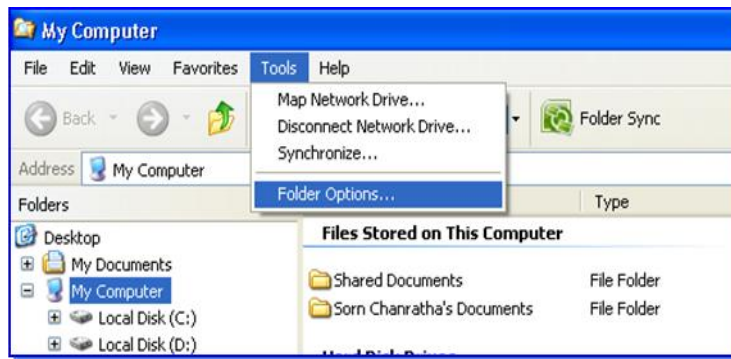 My Computer
File Edit View Favorites Tools Help
Back
Map Network Drive...
Disconnect Network Drive...
Synchronize...
Folder Options...
Folder Sync
Address My Computer
Folders
Type
Desktop
My Documents
My Computer
Local Disk (C:)
Local Disk (D:)
Files Stored on This Computer
Shared Documents File Folder
Sorn Chanratha's Documents File Folder